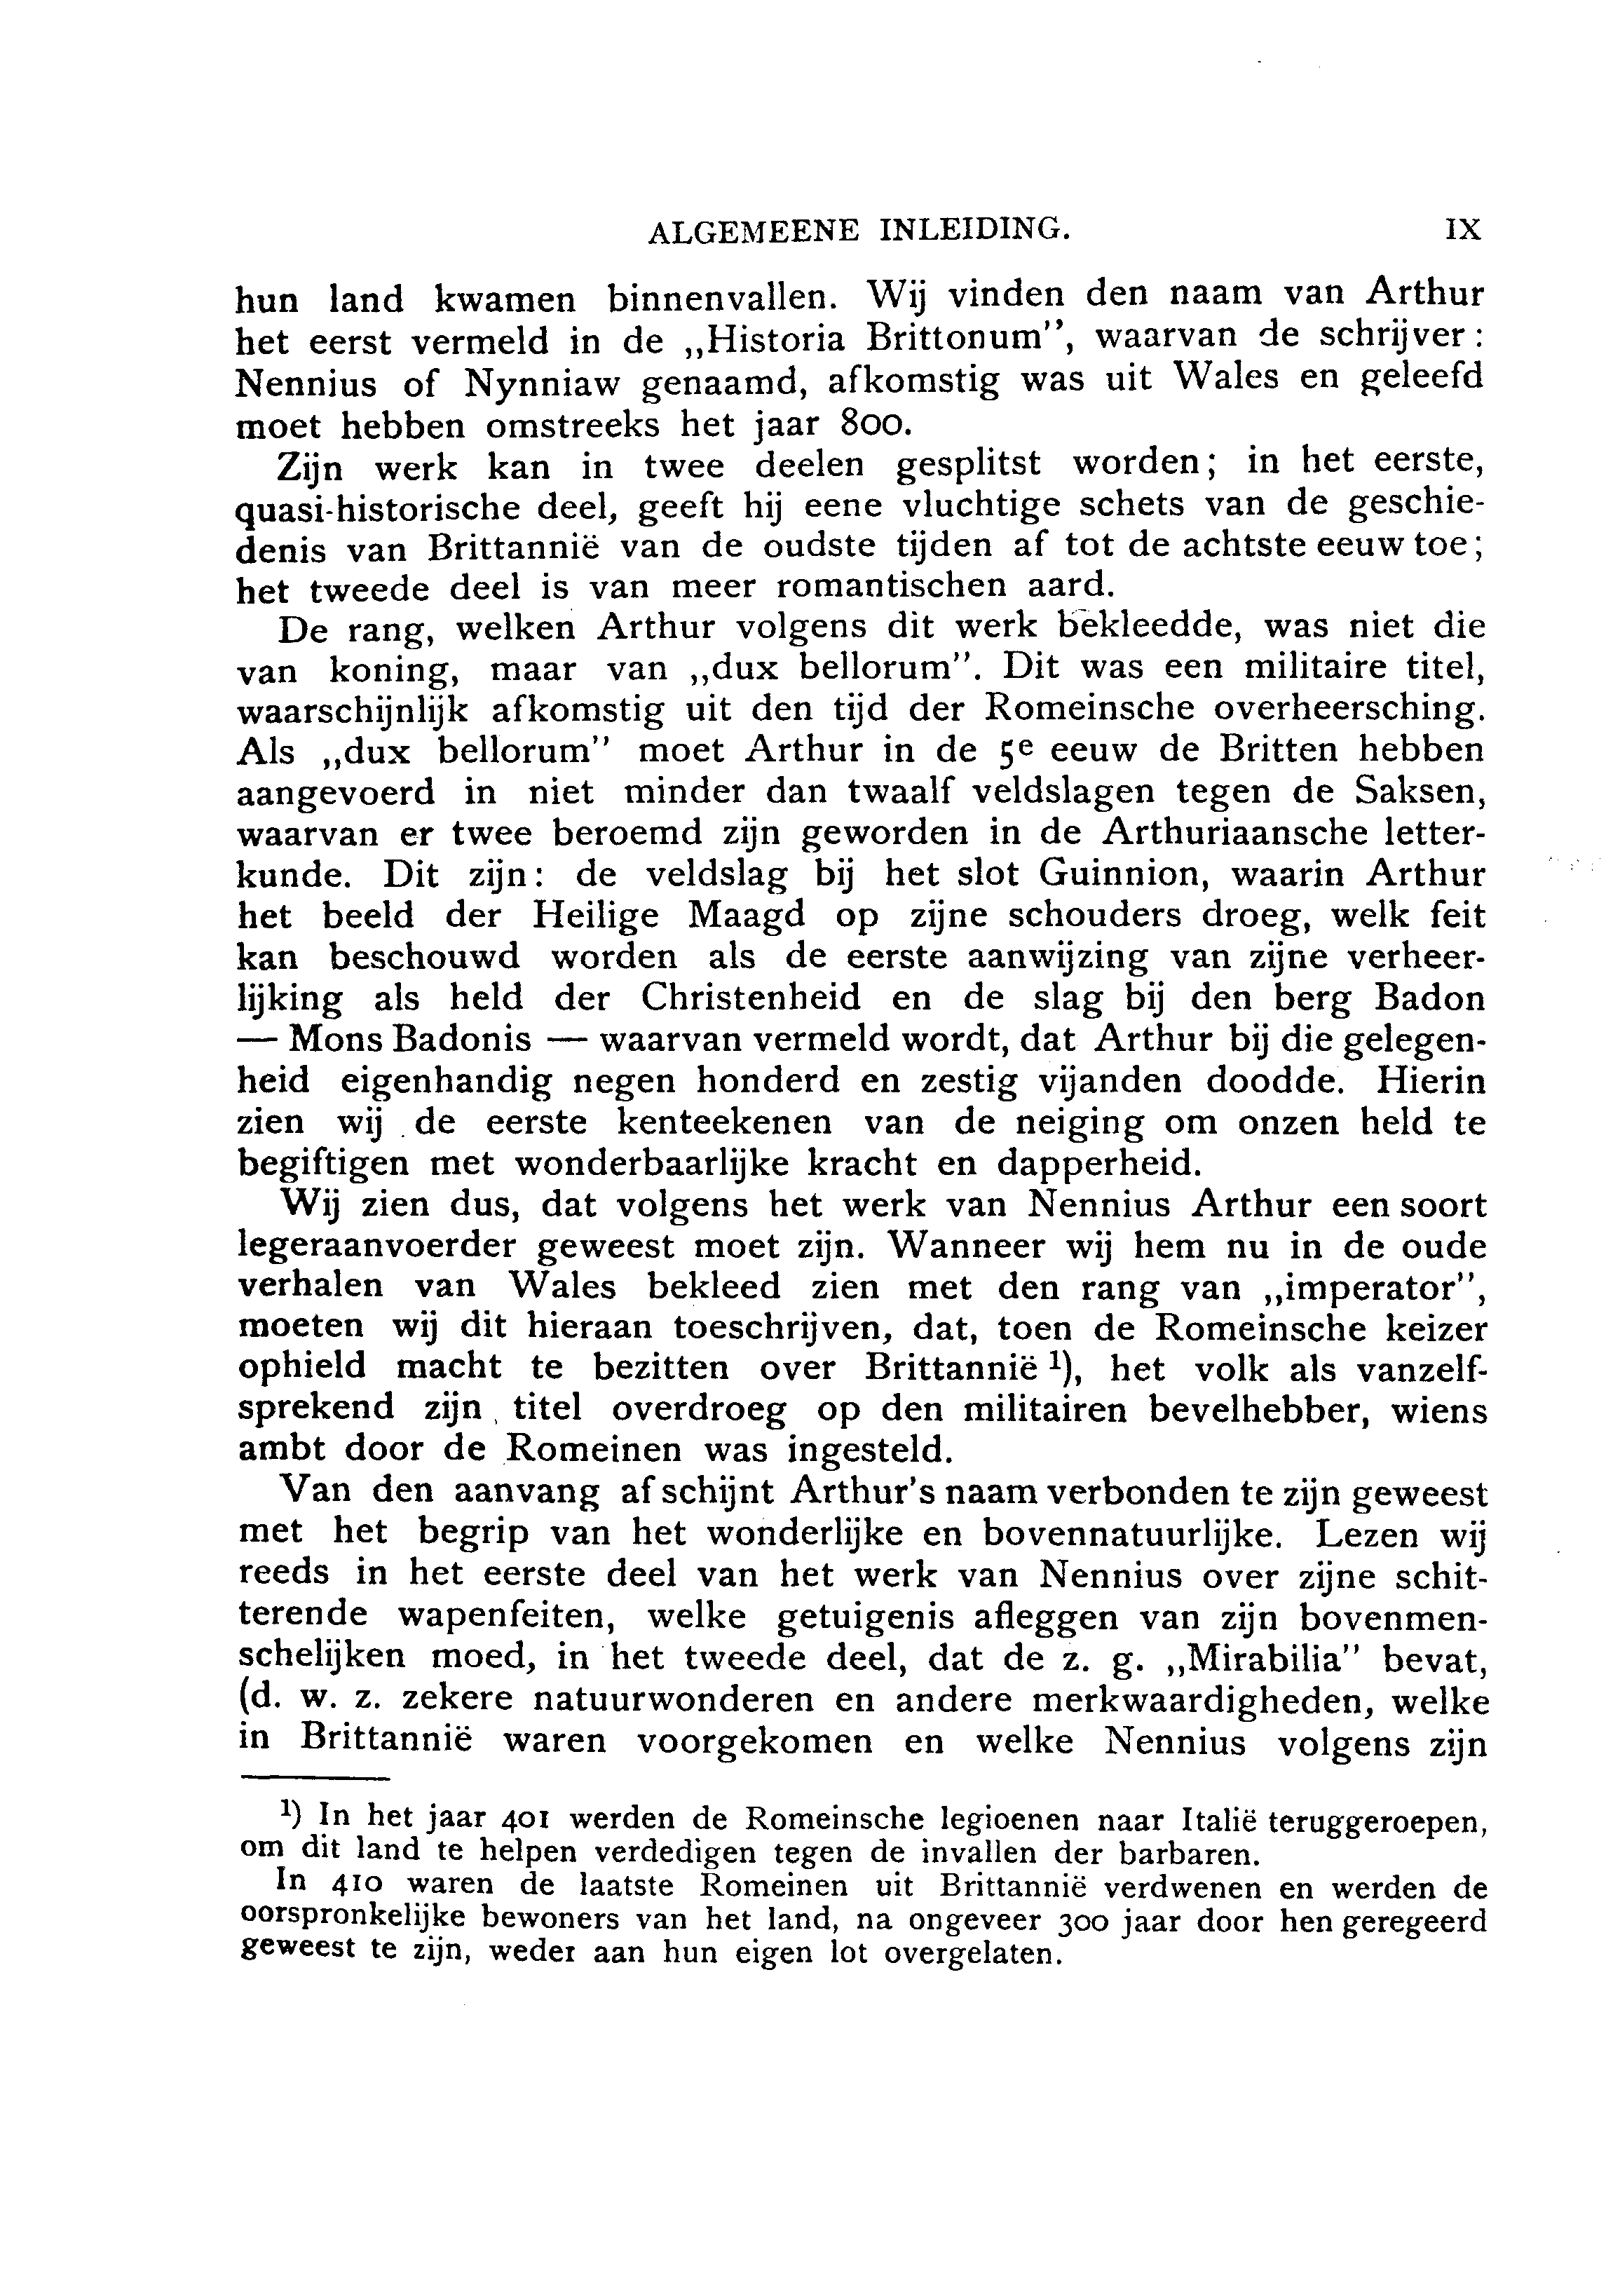 ALGEMEENE INLEIDING. IX
hun land kwamen binnenvallen. Wij vinden den naam van Arthur
het eerst vermeld in de „Historia Brittonum”, waarvan de schrijver:
Nennius of Nynniaw genaamd, afkomstig was uit Wales en geleefd
moet hebben omstreeks het jaar 800.
Zijn werk kan in twee deelen gesplitst worden; in het eerste,
quasi-historische deel, geeft hij eene vluchtige schets van de geschie-
denis van Brittannië van de oudste tijden af tot de achtste eeuw toe;
het tweede deel is van meer romantischen aard.
De rang, welken Arthur volgens dit werk bekleedde, was niet die
van koning, maar van „dux bellorum”. Dit was een militaire titel,
waarschijnlijk afkomstig uit den tijd der Romeinsche overheersching.
Als „dux bellorum” moet Arthur in de 5e eeuw de Britten hebben
aangevoerd in niet minder dan twaalf veldslagen tegen de Saksen,
waarvan er twee beroemd zijn geworden in de Arthuriaansche letter-
kunde. Dit zijn: de veldslag bij het slot Guinnion, waarin Arthur
het beeld der Heilige Maagd op zijne schouders droeg, welk feit
kan beschouwd worden als de eerste aanwijzing van zijne verheer-
lijking als held der Christenheid en de slag bij den berg Badon
— Mons Badonis — waarvan vermeld wordt, dat Arthur bij die gelegen-
heid eigenhandig negen honderd en zestig vijanden doodde. Hierin
zien wij de eerste kenteekenen van de neiging om onzen held te
begiftigen met wonderbaarlijke kracht en dapperheid.
Wij zien dus, dat volgens het werk van Nennius Arthur een soort
legeraanvoerder geweest moet zijn. Wanneer wij hem nu in de oude
verhalen van Wales bekleed zien met den rang van „imperator”,
moeten wij dit hieraan toeschrijven, dat, toen de Romeinsche keizer
ophield macht te bezitten over Brittannië ¹), het volk als vanzelf-
sprekend zijn titel overdroeg op den militairen bevelhebber, wiens
ambt door de Romeinen was ingesteld.
Van den aanvang af schijnt Arthur's naam verbonden te zijn geweest
met het begrip van het wonderlijke en bovennatuurlijke. Lezen wij
reeds in het eerste deel van het werk van Nennius over zijne schit-
terende wapenfeiten, welke getuigenis afleggen van zijn bovenmen-
schelijken moed, in het tweede deel, dat de z. g. „Mirabilia” bevat,
(d. w. z. zekere natuurwonderen en andere merkwaardigheden, welke
in Brittannië waren voorgekomen en welke Nennius volgens zijn
¹) In het jaar 401 werden de Romeinsche legioenen naar Italië teruggeroepen,
om dit land te helpen verdedigen tegen de invallen der barbaren.
In 410 waren de laatste Romeinen uit Brittannië verdwenen en werden de
oorspronkelijke bewoners van het land, na ongeveer 300 jaar door hen geregeerd
geweest te zijn, weder aan hun eigen lot overgelaten.